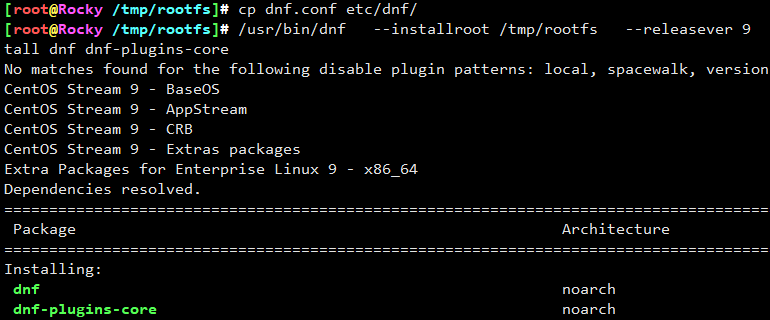 [root@Rocky /tmp/rootfs]# cp dnf.conf etc/dnf/
[root@Rocky /tmp/rootfs]# /usr/bin/dnf   --installroot /tmp/rootfs   --releasever 9
tall dnf dnf-plugins-core
No matches found for the following disable plugin patterns: local, spacewalk, version
CentOS Stream 9 - BaseOS
CentOS Stream 9 - AppStream
CentOS Stream 9 - CRB
CentOS Stream 9 - Extras packages
Extra Packages for Enterprise Linux 9 - x86_64
Dependencies resolved.
=====================================================================================
Package Architecture
=====================================================================================
Installing:
dnf noarch
dnf-plugins-core noarch